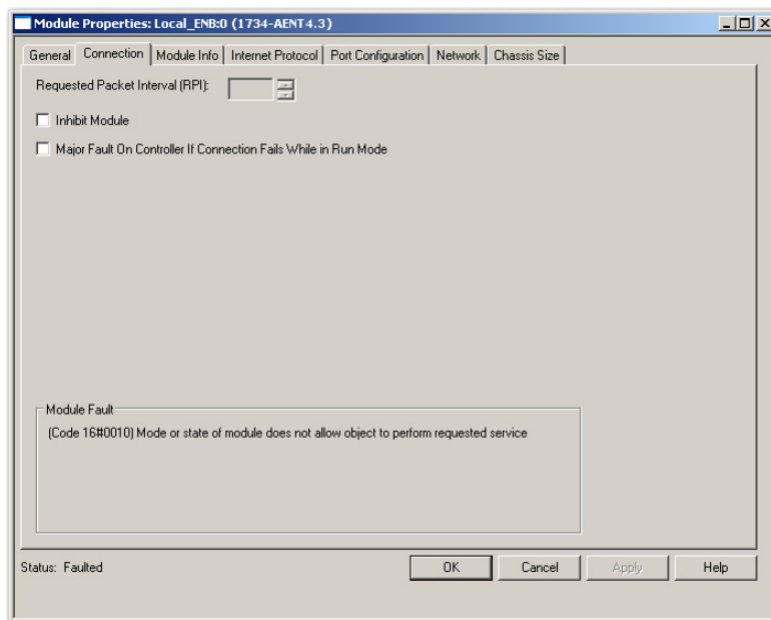 Module Properties: Local_ENB:0 (1734-AENT 4.3)
General Connection Module Info Internet Protocol Port Configuration Network Chassis Size
Requested Packet Interval (RPI):
Inhibit Module
Major Fault On Controller If Connection Fails While in Run Mode
Module Fault
(Code 16#0010) Mode or state of module does not allow object to perform requested service
Status: Faulted OK Cancel Apply Help